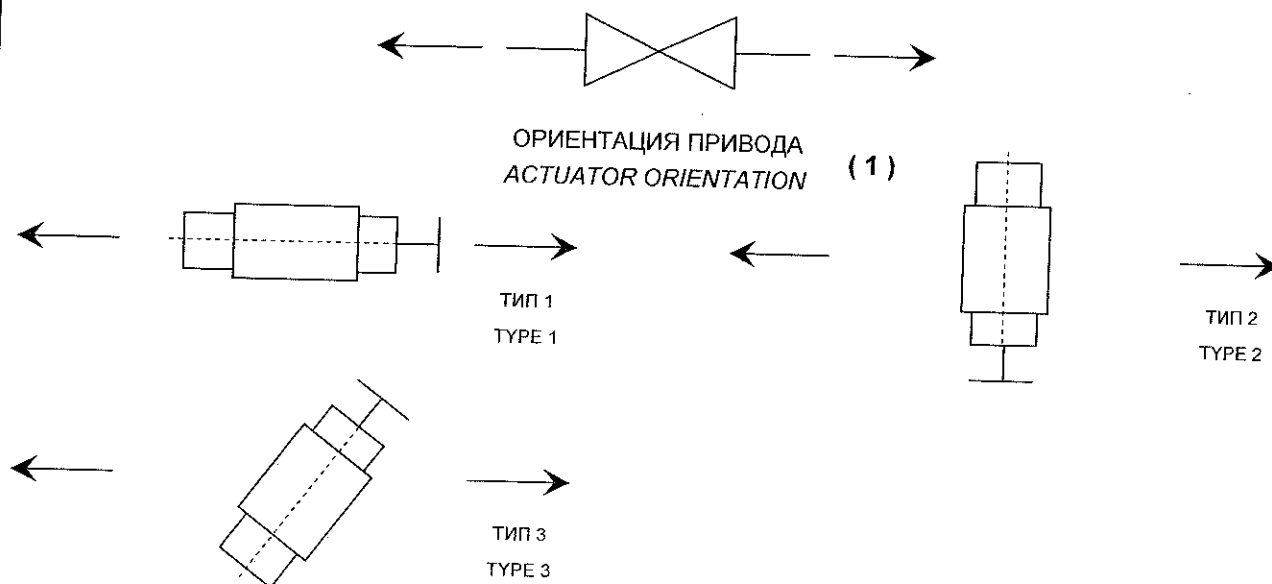 ОРИЕНТАЦИЯ ПРИВОДА
ACTUATOR ORIENTATION
(1)
ТИП 1
TYPE 1
ТИП 2
TYPE 2
ТИП 3
TYPE 3